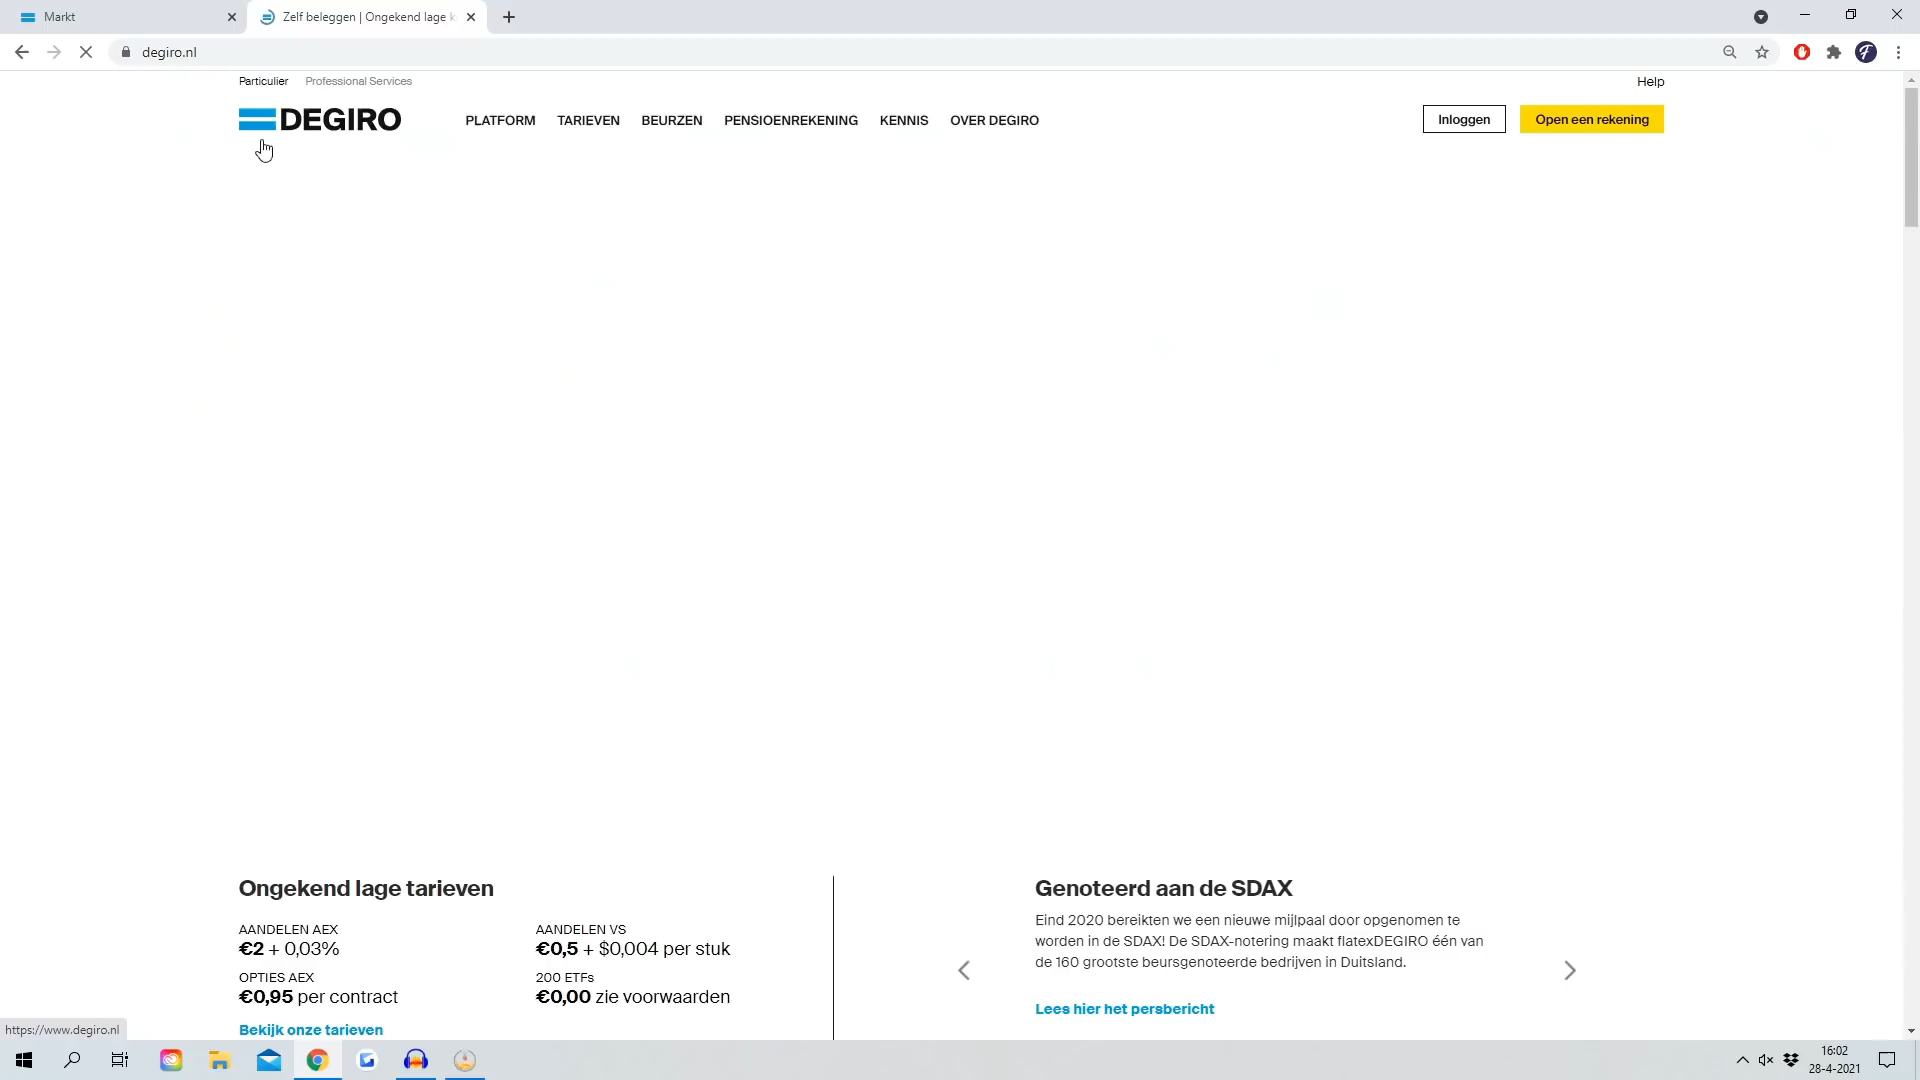 Markt
Zelf beleggen | Ongekend lage k
degiro.nl
Particulier Professional Services
Help
DEGIRO
PLATFORM TARIEVEN BEURZEN PENSIOENREKENING KENNIS OVER DEGIRO
Inloggen
Open een rekening
Ongekend lage tarieven
AANDELEN AEX
€2 + 0,03%
AANDELEN VS
€0,5 + $0,004 per stuk
OPTIES AEX
€0,95 per contract
200 ETFs
€0,00 zie voorwaarden
Bekijk onze tarieven
Genoteerd aan de SDAX
Eind 2020 bereikten we een nieuwe mijlpaal door opgenomen te
worden in de SDAX! De SDAX-notering maakt flatexDEGIRO één van
de 160 grootste beursgenoteerde bedrijven in Duitsland.
Lees hier het persbericht
https://www.degiro.nl
16:02
28-4-2021